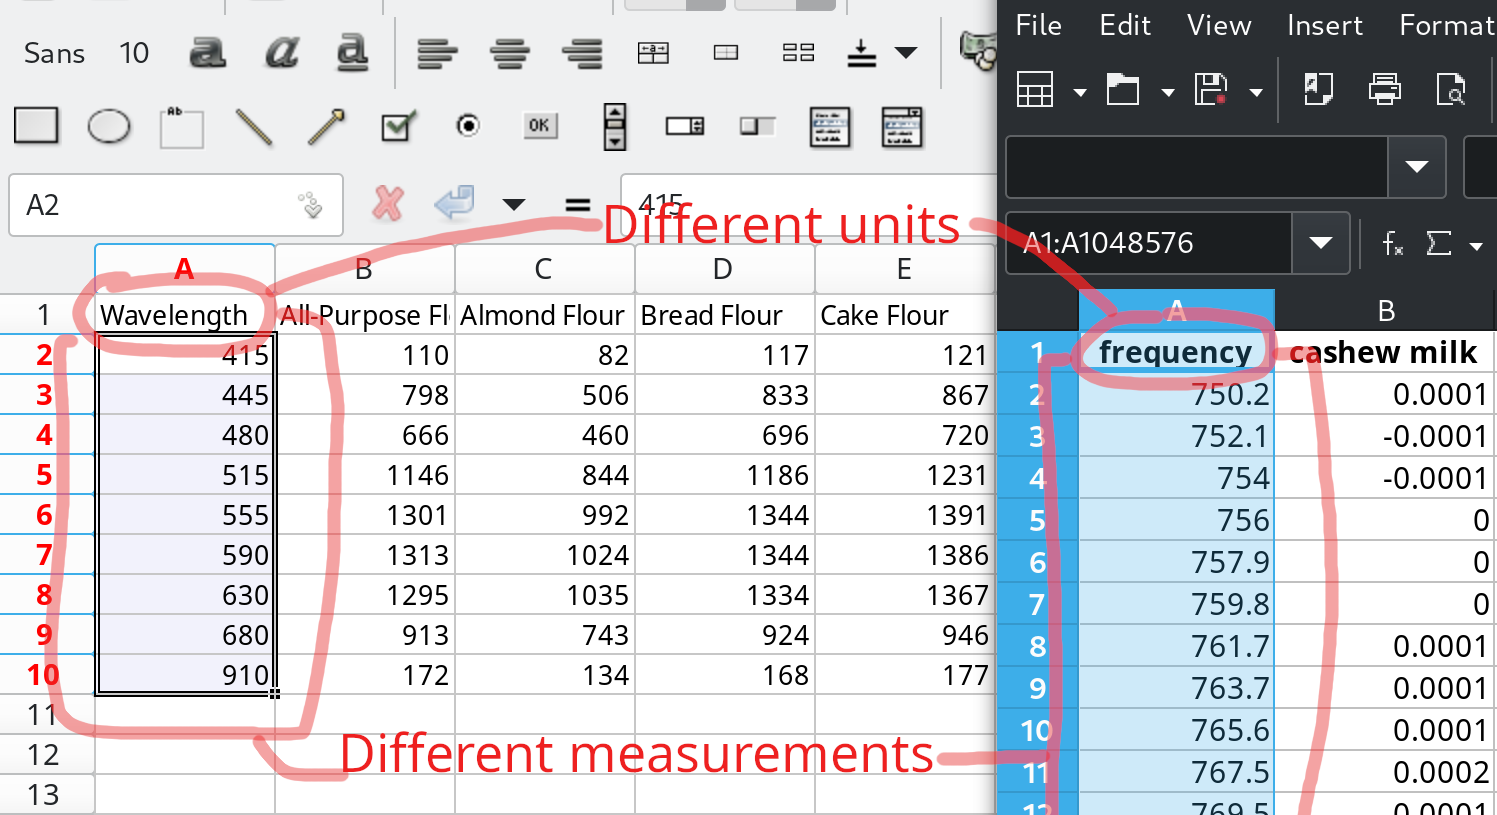 Sans 10 a a a
Ab OK
A2 = 415
Different units
A B C D E
1 Wavelength All-Purpose Fl Almond Flour Bread Flour Cake Flour
2 415 110 82 117 121
3 445 798 506 833 867
4 480 666 460 696 720
5 515 1146 844 1186 1231
6 555 1301 992 1344 1391
7 590 1313 1024 1344 1386
8 630 1295 1035 1334 1367
9 680 913 743 924 946
10 910 172 134 168 177
11
12
13
Different measurements
File Edit View Insert Format
A1:A1048576 fx Σ
A B
1 frequency cashew milk
2 750.2 0.0001
3 752.1 -0.0001
4 754 -0.0001
5 756 0
6 757.9 0
7 759.8 0
8 761.7 0.0001
9 763.7 0.0001
10 765.6 0.0001
11 767.5 0.0002
12 769.5 0.0001